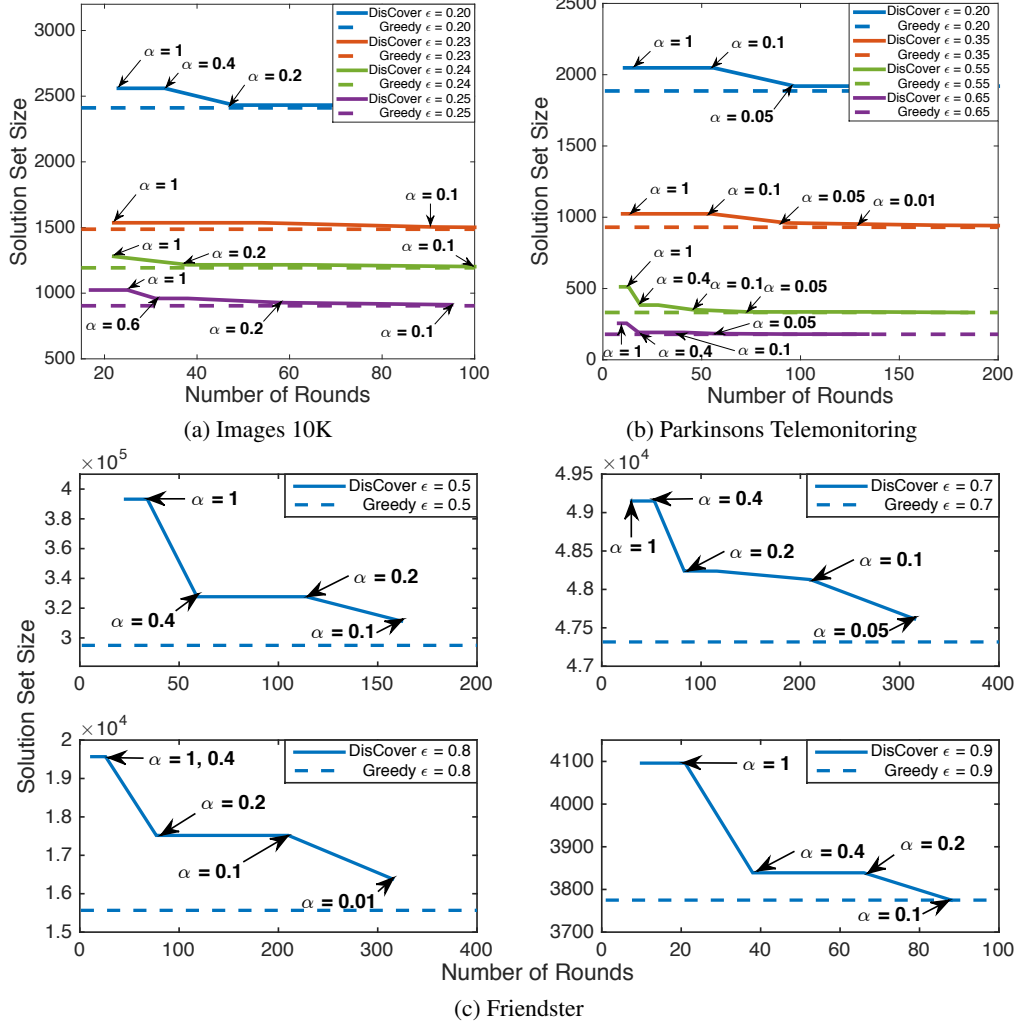 DisCover ϵ = 0.20
Greedy ϵ = 0.20
DisCover ϵ = 0.23
Greedy ϵ = 0.23
DisCover ϵ = 0.24
Greedy ϵ = 0.24
DisCover ϵ = 0.25
Greedy ϵ = 0.25
3000
2500
2000
1500
1000
500
Solution Set Size
α = 1
α = 0.4
α = 0.2
α = 1
α = 0.1
α = 1
α = 0.2
α = 0.1
α = 1
α = 0.6
α = 0.2
α = 0.1
20 40 60 80 100
Number of Rounds
(a) Images 10K
DisCover ϵ = 0.20
Greedy ϵ = 0.20
DisCover ϵ = 0.35
Greedy ϵ = 0.35
DisCover ϵ = 0.55
Greedy ϵ = 0.55
DisCover ϵ = 0.65
Greedy ϵ = 0.65
2500
2000
1500
1000
500
0
Solution Set Size
α = 1
α = 0.1
α = 0.05
α = 1
α = 0.1
α = 0.05
α = 0.01
α = 1
α = 0.4
α = 0.1
α = 0.05
α = 1
α = 0.4
α = 0.1
α = 0.05
0 50 100 150 200
Number of Rounds
(b) Parkinsons Telemonitoring
× 10⁵
4
3.8
3.6
3.4
3.2
3
DisCover ϵ = 0.5
Greedy ϵ = 0.5
α = 1
α = 0.4
α = 0.2
α = 0.1
0 50 100 150 200
× 10⁴
4.95
4.9
4.85
4.8
4.75
4.7
DisCover ϵ = 0.7
Greedy ϵ = 0.7
α = 0.4
α = 1
α = 0.2
α = 0.1
α = 0.05
0 100 200 300 400
Solution Set Size
× 10⁴
2
1.9
1.8
1.7
1.6
1.5
DisCover ϵ = 0.8
Greedy ϵ = 0.8
α = 1, 0.4
α = 0.2
α = 0.1
α = 0.01
0 100 200 300 400
4100
4000
3900
3800
3700
DisCover ϵ = 0.9
Greedy ϵ = 0.9
α = 1
α = 0.4
α = 0.2
α = 0.1
0 20 40 60 80 100
Number of Rounds
(c) Friendster